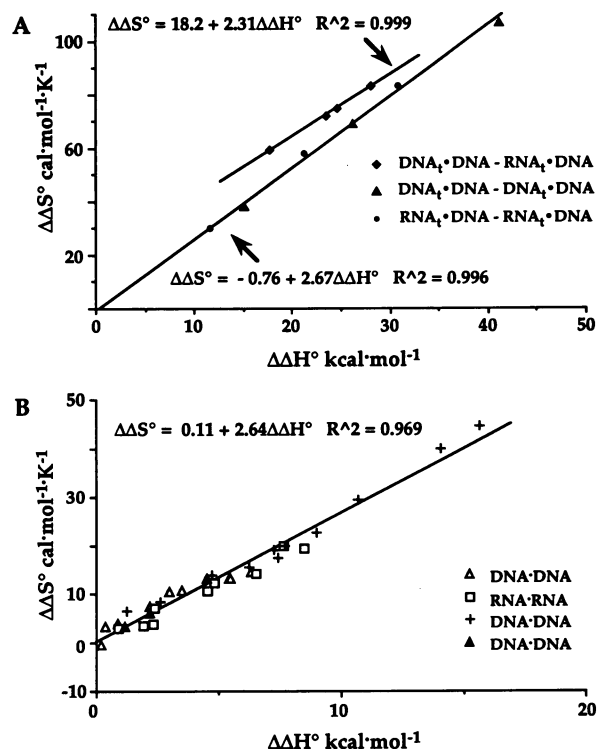 A
ΔΔS° = 18.2 + 2.31ΔΔH° R^2 = 0.999
100
60
20
ΔΔS° cal·mol-1·K-1
DNAt•DNA - RNAt•DNA
DNAt•DNA - DNAt•DNA
RNAt•DNA - RNAt•DNA
ΔΔS° = - 0.76 + 2.67ΔΔH° R^2 = 0.996
0 10 20 30 40 50
ΔΔH° kcal·mol-1
B
50
30
10
0
-10
ΔΔS° cal·mol-1·K-1
ΔΔS° = 0.11 + 2.64ΔΔH° R^2 = 0.969
DNA·DNA
RNA·RNA
DNA·DNA
DNA·DNA
0 10 20
ΔΔH° kcal·mol-1